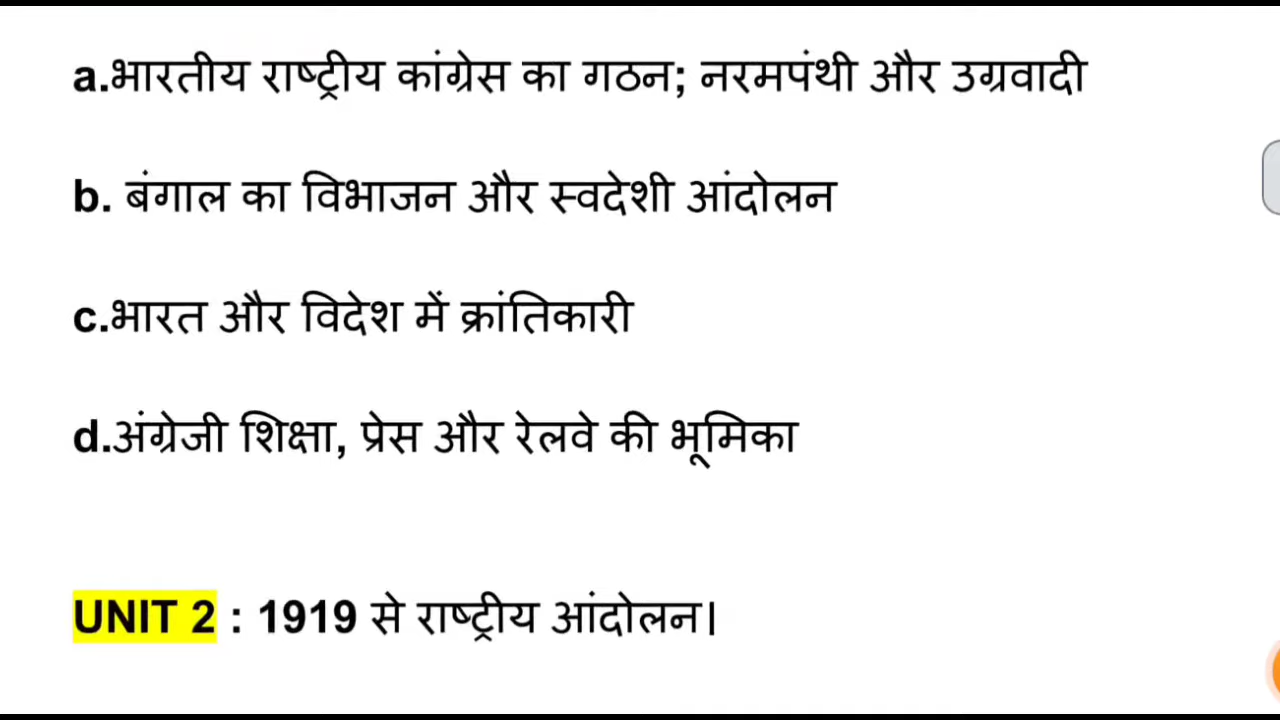 a.भारतीय राष्ट्रीय कांग्रेस का गठन; नरमपंथी और उग्रवादी
b. बंगाल का विभाजन और स्वदेशी आंदोलन
c.भारत और विदेश में क्रांतिकारी
d.अंग्रेजी शिक्षा, प्रेस और रेलवे की भूमिका
UNIT 2 : 1919 से राष्ट्रीय आंदोलन।